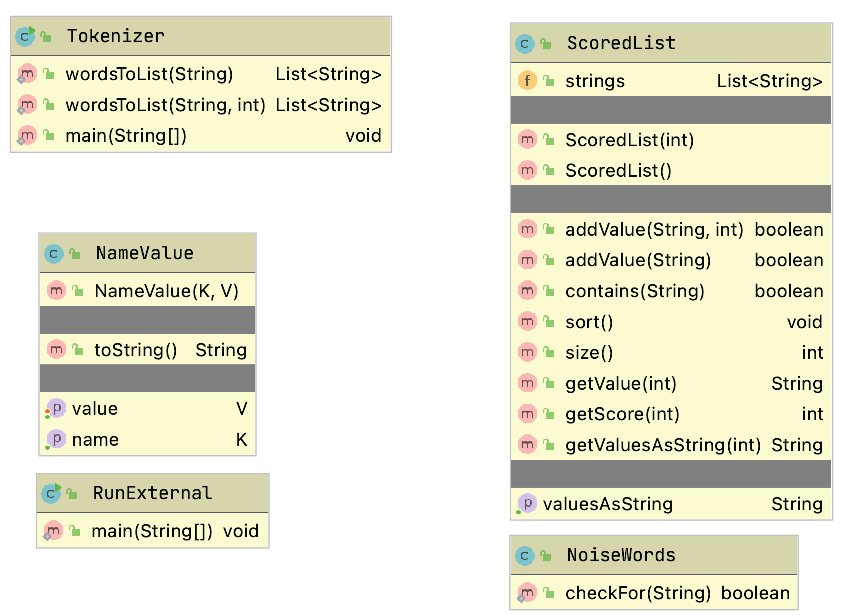 Tokenizer
wordsToList(String) List<String>
wordsToList(String, int) List<String>
main(String[]) void
NameValue
NameValue(K, V)
toString() String
value V
name K
RunExternal
main(String[]) void
ScoredList
strings List<String>
ScoredList(int)
ScoredList()
addValue(String, int) boolean
addValue(String) boolean
contains(String) boolean
sort() void
size() int
getValue(int) String
getScore(int) int
getValuesAsString(int) String
valuesAsString String
NoiseWords
checkFor(String) boolean